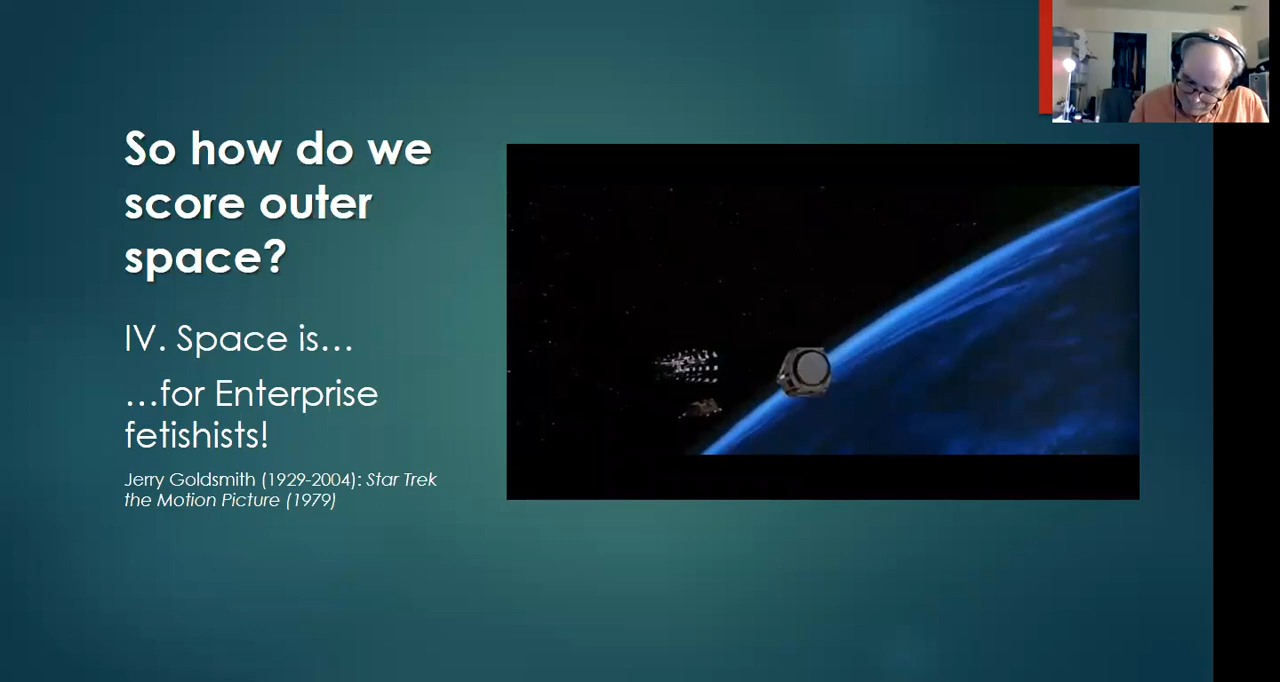 So how do we
score outer
space?
IV. Space is…
…for Enterprise
fetishists!
Jerry Goldsmith (1929-2004): Star Trek
the Motion Picture (1979)